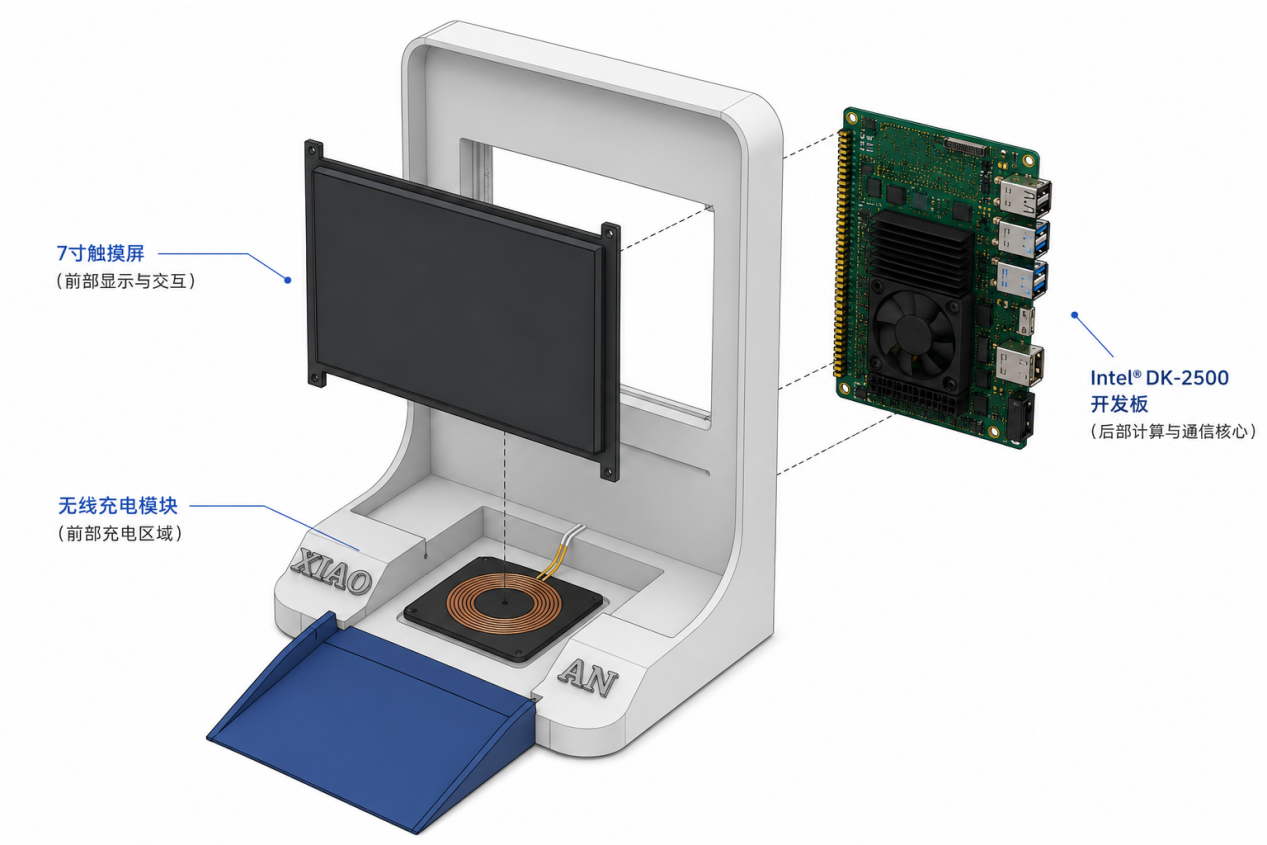 7寸触摸屏
（前部显示与交互）
Intel® DK-2500
开发板
（后部计算与通信核心）
无线充电模块
（前部充电区域）
XIAO
AN